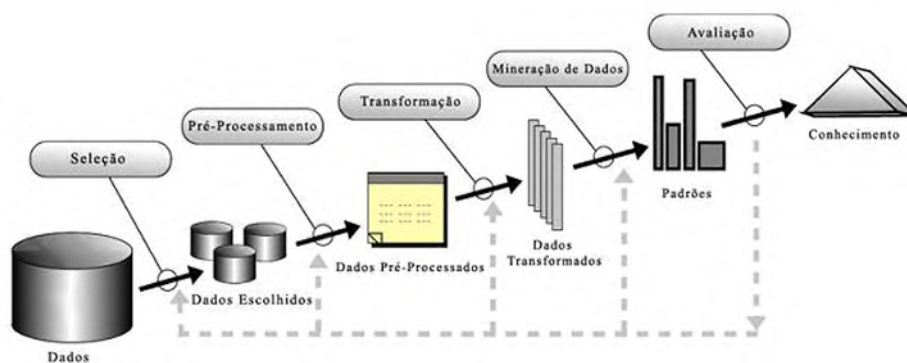 Avaliação
Mineração de Dados
Transformação
Pré-Processamento
Seleção
Conhecimento
Padrões
Dados
Transformados
Dados Pré-Processados
Dados Escolhidos
Dados